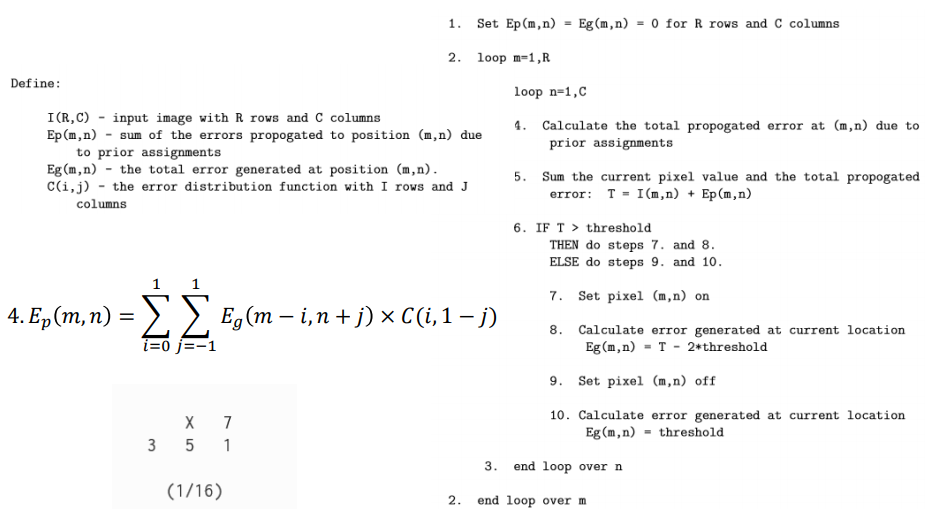 Define:
I(R,C) - input image with R rows and C columns
Ep(m,n) - sum of the errors propogated to position (m,n) due
to prior assignments
Eg(m,n) - the total error generated at position (m,n).
C(i,j) - the error distribution function with I rows and J
columns
4. E_p(m,n) = ∑_{i=0}^{1} ∑_{j=-1}^{1} E_g(m − i, n + j) × C(i, 1 − j)
X 7
3 5 1
(1/16)
1. Set Ep(m,n) = Eg(m,n) = 0 for R rows and C columns
2. loop m=1,R
loop n=1,C
4. Calculate the total propogated error at (m,n) due to
prior assignments
5. Sum the current pixel value and the total propogated
error: T = I(m,n) + Ep(m,n)
6. IF T > threshold
THEN do steps 7. and 8.
ELSE do steps 9. and 10.
7. Set pixel (m,n) on
8. Calculate error generated at current location
Eg(m,n) = T - 2*threshold
9. Set pixel (m,n) off
10. Calculate error generated at current location
Eg(m,n) = threshold
3. end loop over n
2. end loop over m